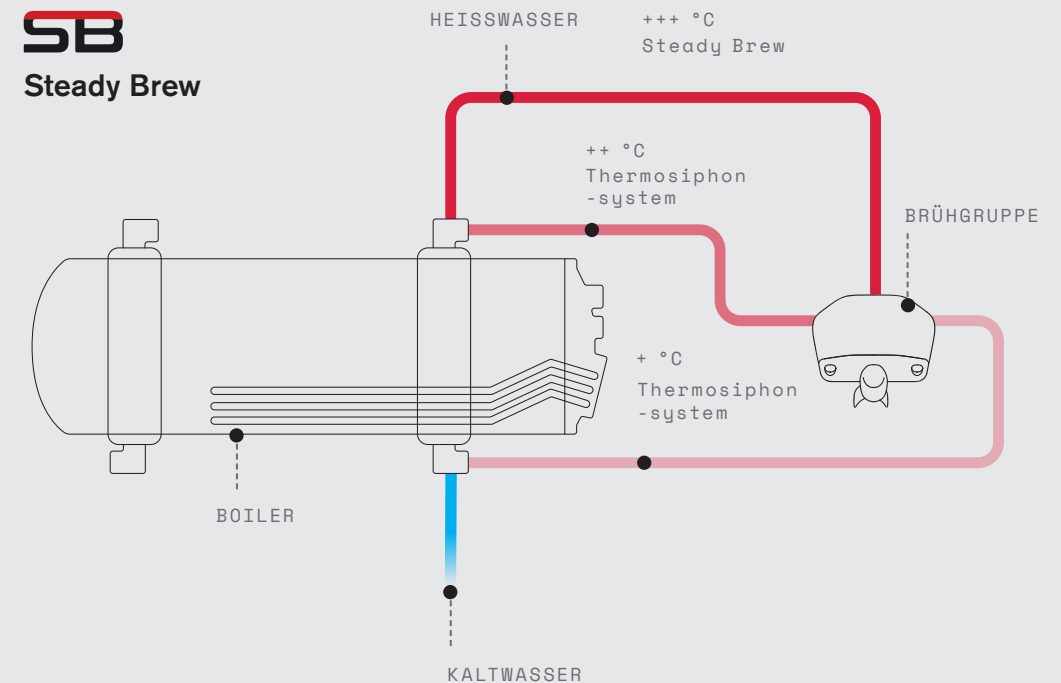 SB
Steady Brew
HEISSWASSER
+++ °C
Steady Brew
++ °C
Thermosiphon
-system
BRÜHGRUPPE
+ °C
Thermosiphon
-system
BOILER
KALTWASSER